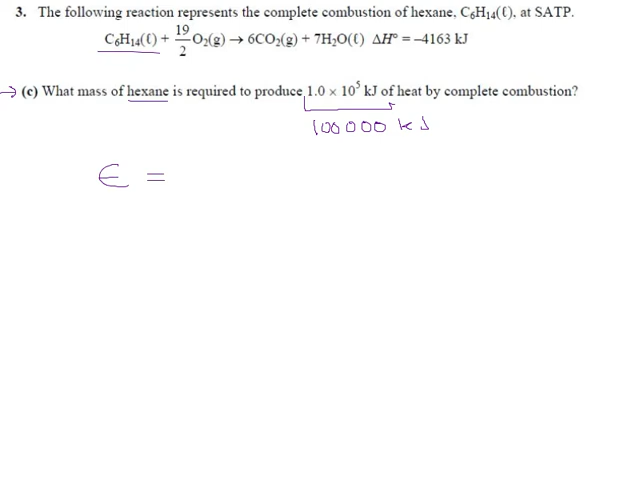 3. The following reaction represents the complete combustion of hexane, C₆H₁₄(ℓ), at SATP.
C₆H₁₄(ℓ) + 19/2 O₂(g) → 6CO₂(g) + 7H₂O(ℓ) ΔH° = –4163 kJ
→ (c) What mass of hexane is required to produce 1.0 × 10⁵ kJ of heat by complete combustion?
100000 kJ
E =